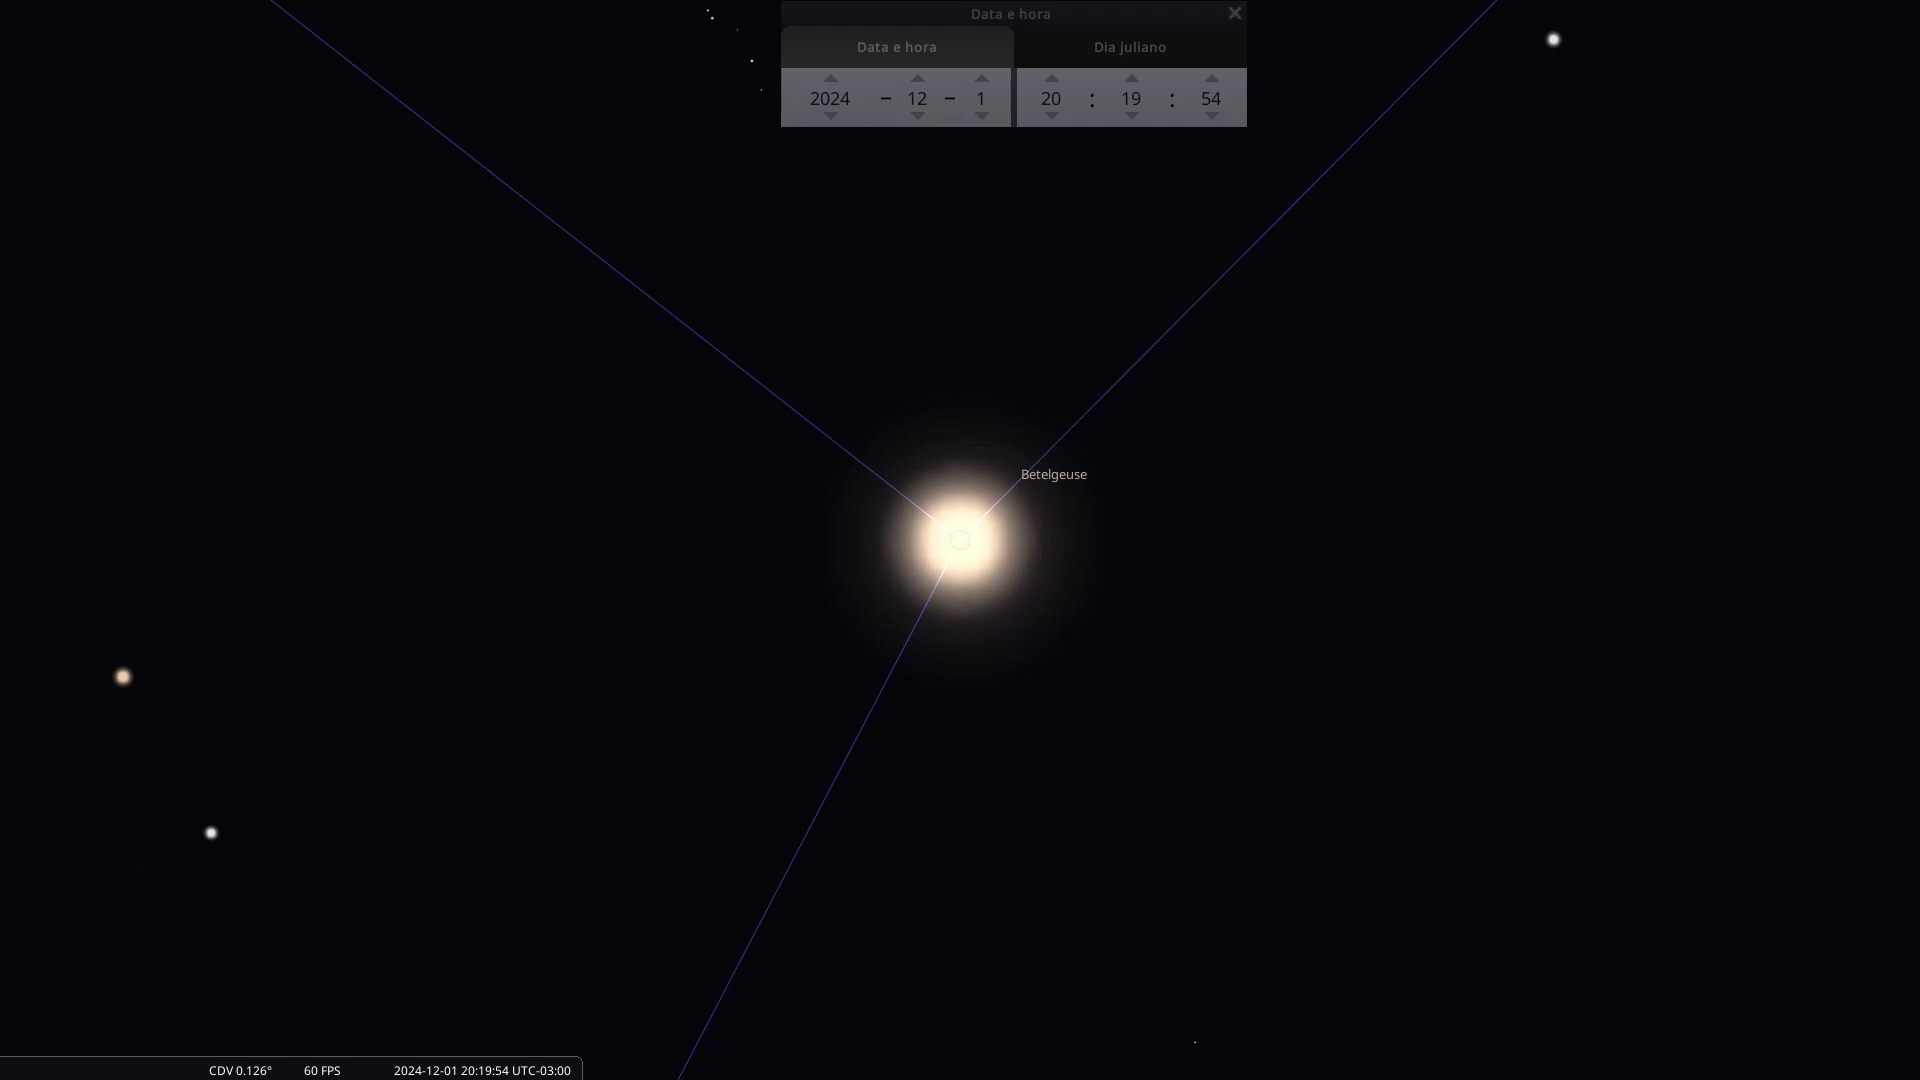 Data e hora
Data e hora Dia juliano
2024 - 12 - 1 20 : 19 : 54
Betelgeuse
CDV 0.126° 60 FPS 2024-12-01 20:19:54 UTC-03:00